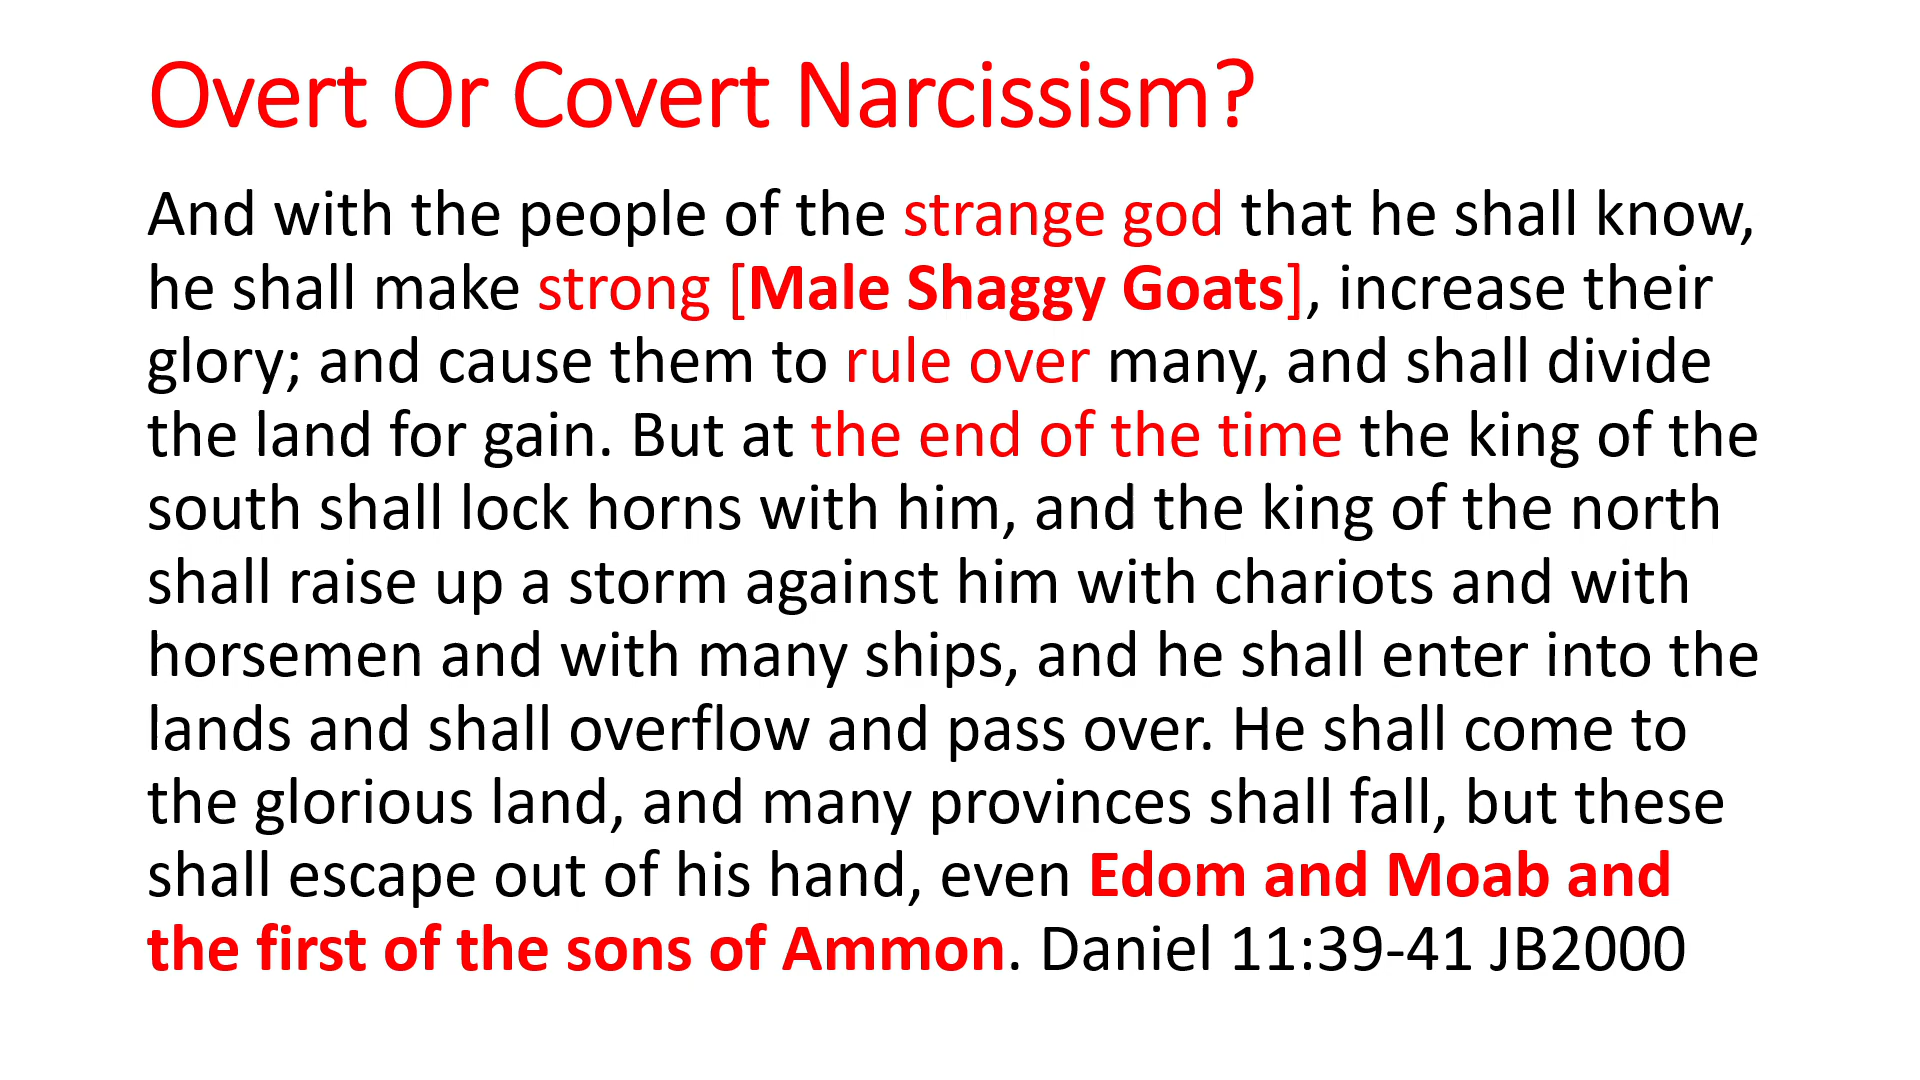 Overt Or Covert Narcissism?
And with the people of the strange god that he shall know,
he shall make strong [Male Shaggy Goats], increase their
glory; and cause them to rule over many, and shall divide
the land for gain. But at the end of the time the king of the
south shall lock horns with him, and the king of the north
shall raise up a storm against him with chariots and with
horsemen and with many ships, and he shall enter into the
lands and shall overflow and pass over. He shall come to
the glorious land, and many provinces shall fall, but these
shall escape out of his hand, even Edom and Moab and
the first of the sons of Ammon. Daniel 11:39-41 JB2000